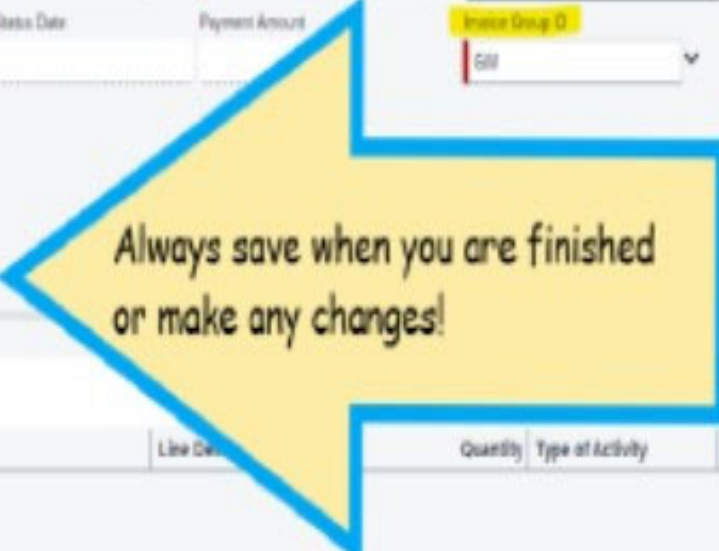 Status Date
Payment Amount
Invoice Group ID
Always save when you are finished
or make any changes!
Line
Quantity
Type of Activity